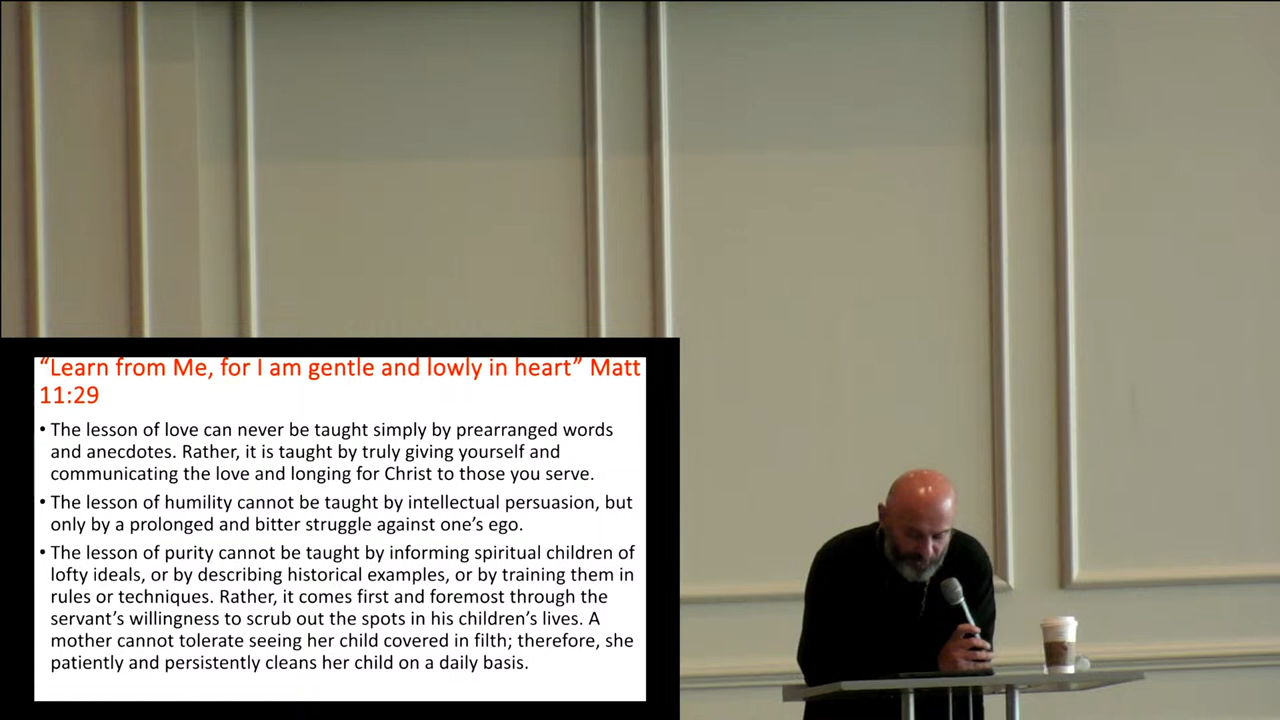 “Learn from Me, for I am gentle and lowly in heart” Matt
11:29
• The lesson of love can never be taught simply by prearranged words
and anecdotes. Rather, it is taught by truly giving yourself and
communicating the love and longing for Christ to those you serve.
• The lesson of humility cannot be taught by intellectual persuasion, but
only by a prolonged and bitter struggle against one’s ego.
• The lesson of purity cannot be taught by informing spiritual children of
lofty ideals, or by describing historical examples, or by training them in
rules or techniques. Rather, it comes first and foremost through the
servant’s willingness to scrub out the spots in his children’s lives. A
mother cannot tolerate seeing her child covered in filth; therefore, she
patiently and persistently cleans her child on a daily basis.